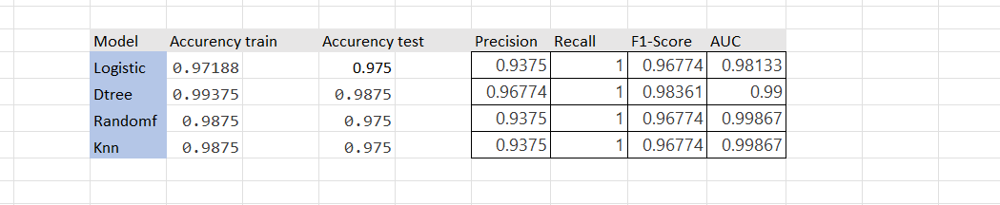 Model Accurency train Accurency test Precision Recall F1-Score AUC
Logistic 0.97188 0.975 0.9375 1 0.96774 0.98133
Dtree 0.99375 0.9875 0.96774 1 0.98361 0.99
Randomf 0.9875 0.975 0.9375 1 0.96774 0.99867
Knn 0.9875 0.975 0.9375 1 0.96774 0.99867